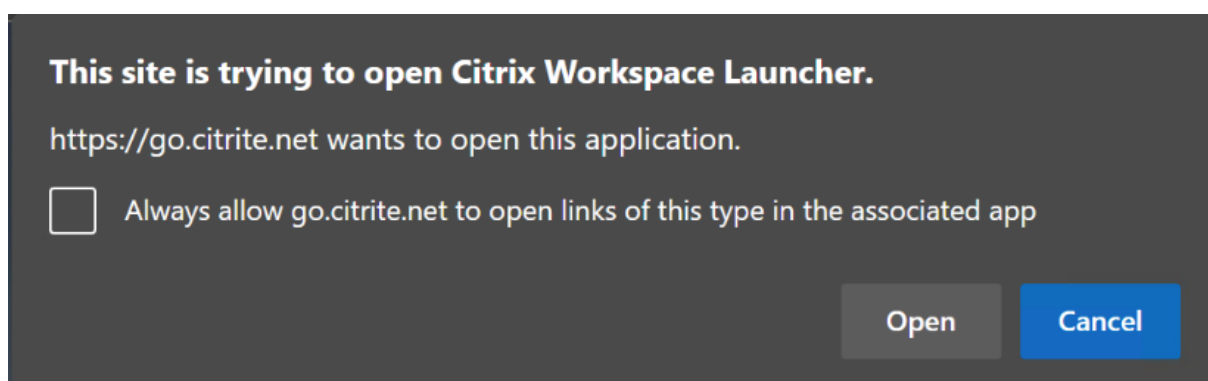 This site is trying to open Citrix Workspace Launcher.
https://go.citrite.net wants to open this application.
Always allow go.citrite.net to open links of this type in the associated app
Open
Cancel